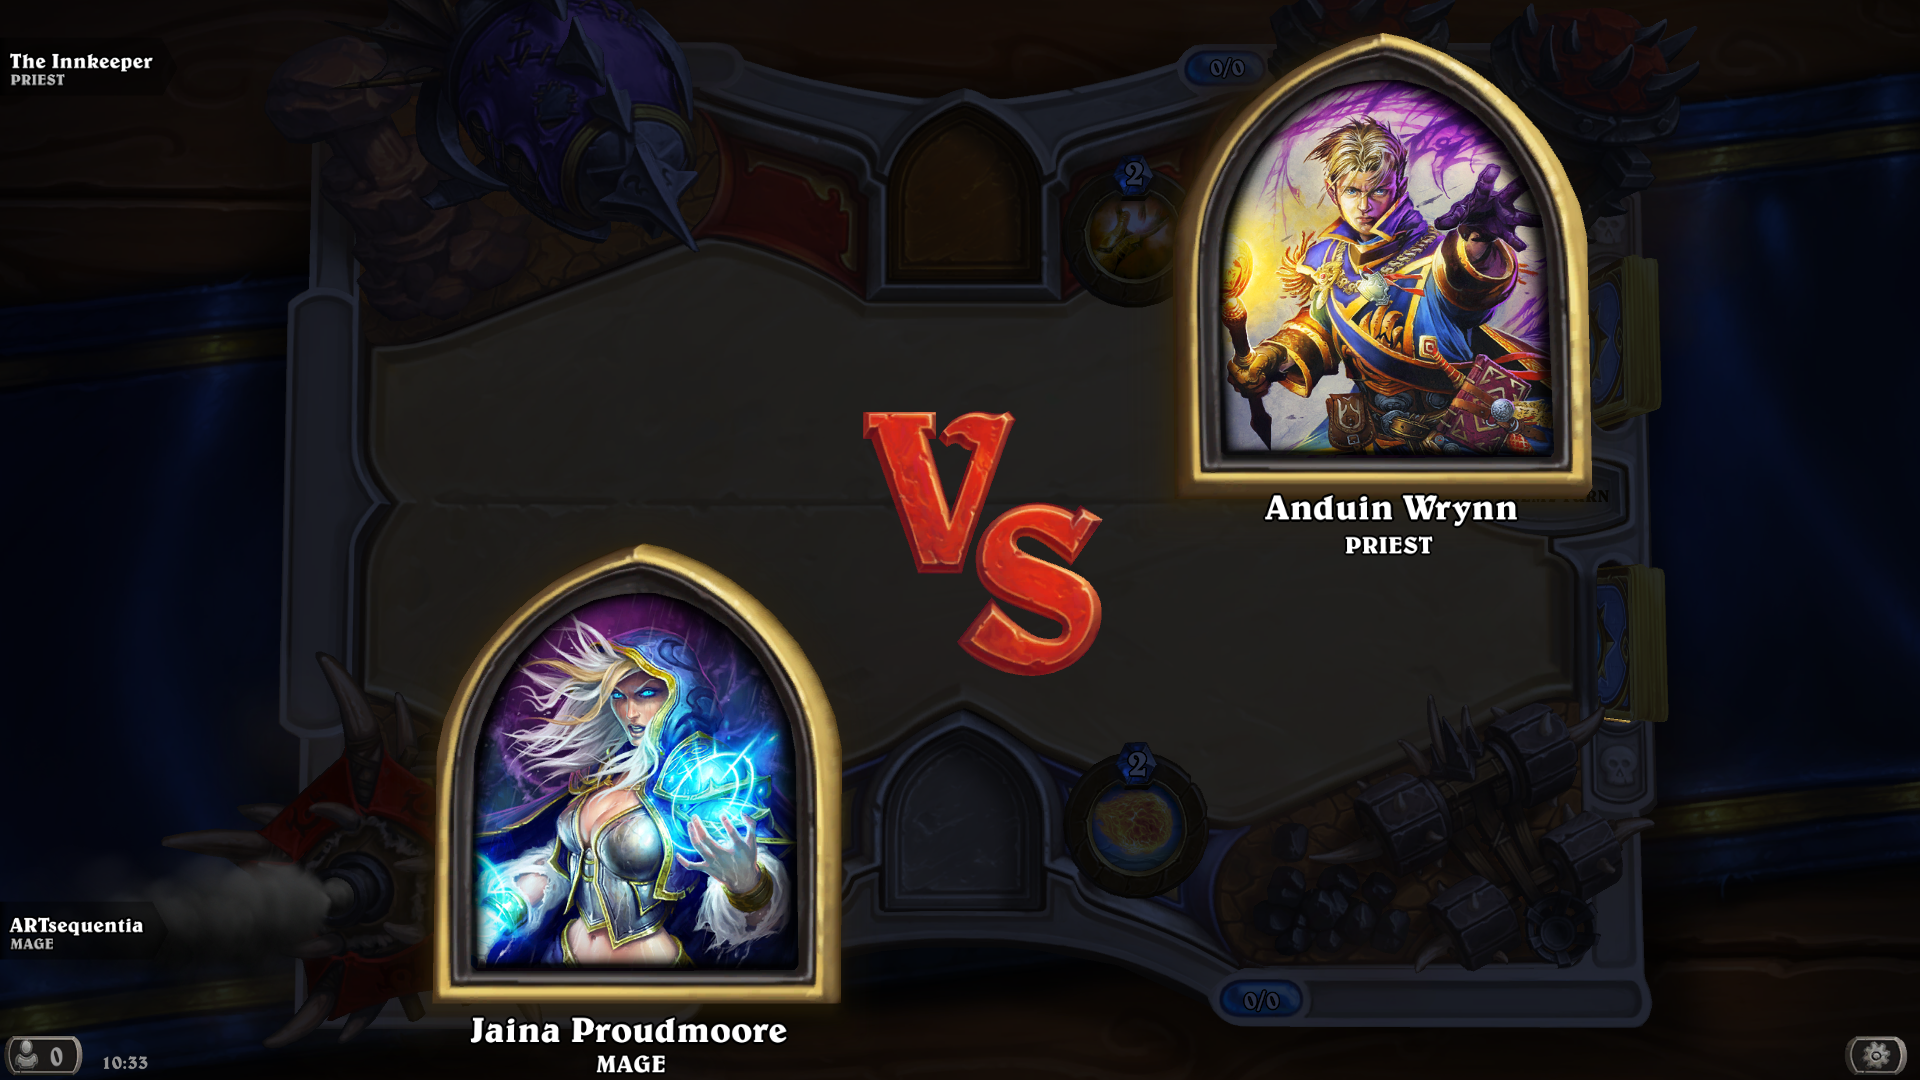 The Innkeeper
PRIEST
0/0
2
VS
Anduin Wrynn
PRIEST
2
ARTsequentia
MAGE
0/0
Jaina Proudmoore
MAGE
0
10:33